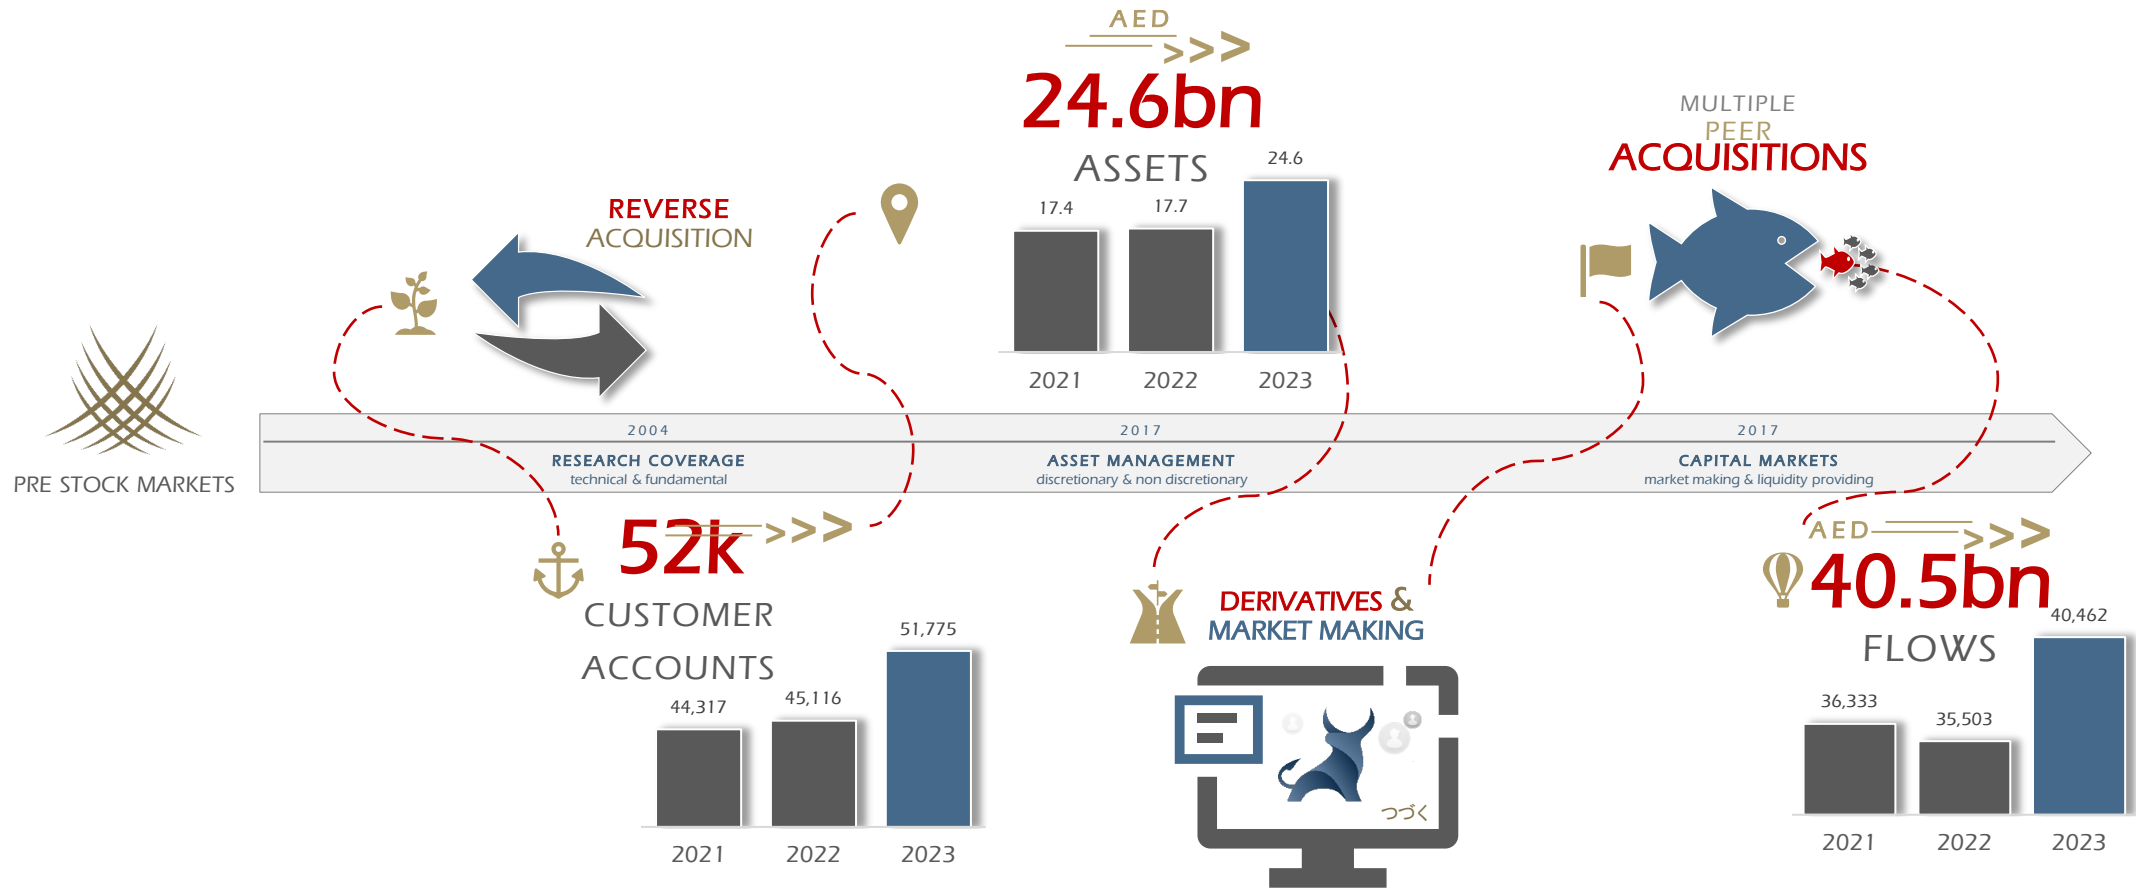 PRE STOCK MARKETS
REVERSE
ACQUISITION
2004
RESEARCH COVERAGE
technical & fundamental
52k
CUSTOMER
ACCOUNTS
44,317
45,116
51,775
2021
2022
2023
AED
24.6bn
ASSETS
17.4
17.7
24.6
2021
2022
2023
2017
ASSET MANAGEMENT
discretionary & non discretionary
DERIVATIVES &
MARKET MAKING
つづく
MULTIPLE
PEER
ACQUISITIONS
2017
CAPITAL MARKETS
market making & liquidity providing
AED
40.5bn
FLOWS
36,333
35,503
40,462
2021
2022
2023